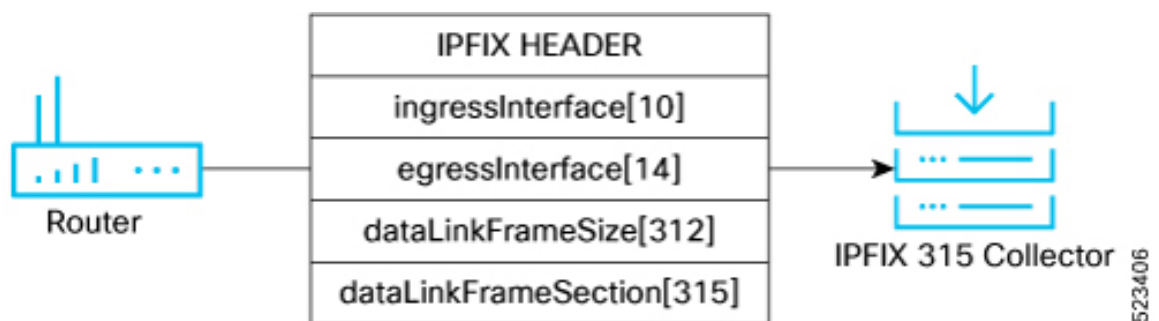 IPFIX HEADER
ingressInterface[10]
egressInterface[14]
dataLinkFrameSize[312]
dataLinkFrameSection[315]
Router
IPFIX 315 Collector
523406